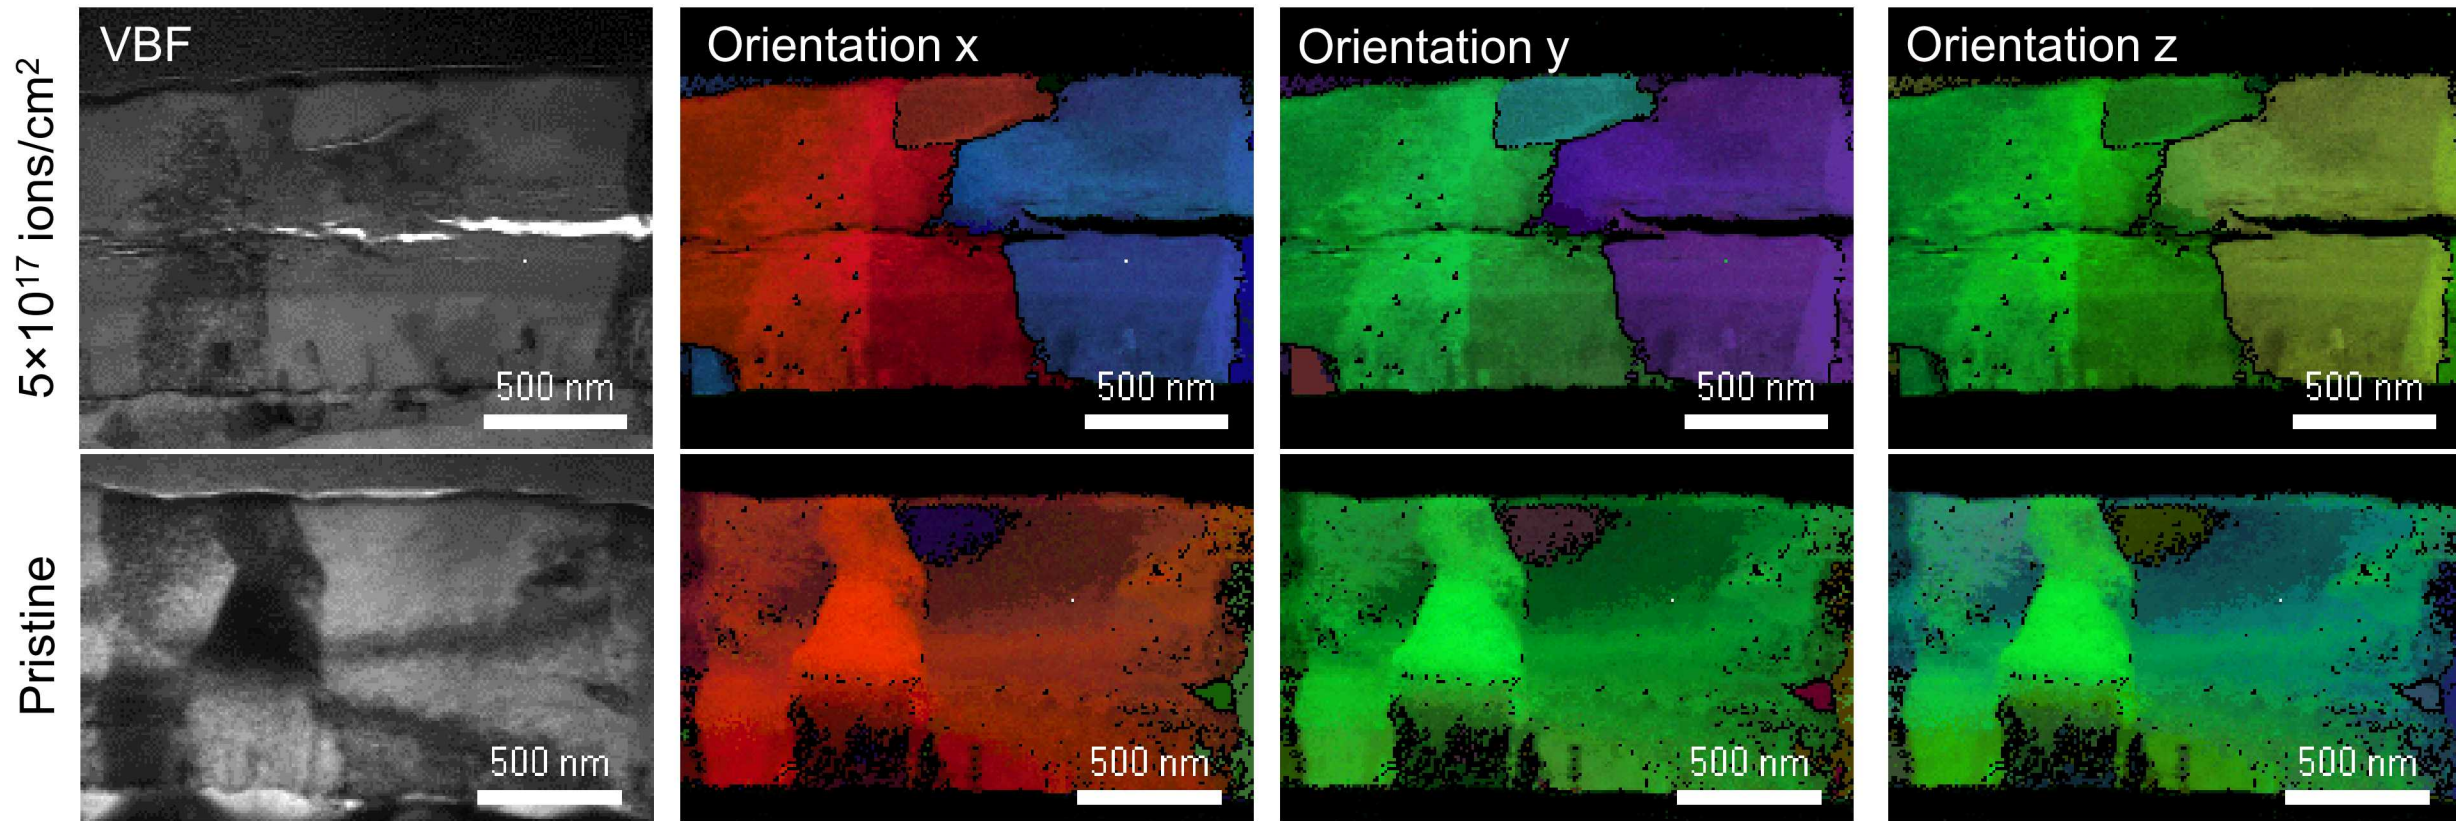 5×10¹⁷ ions/cm²
VBF
Orientation x
Orientation y
Orientation z
500 nm
500 nm
500 nm
500 nm
Pristine
500 nm
500 nm
500 nm
500 nm